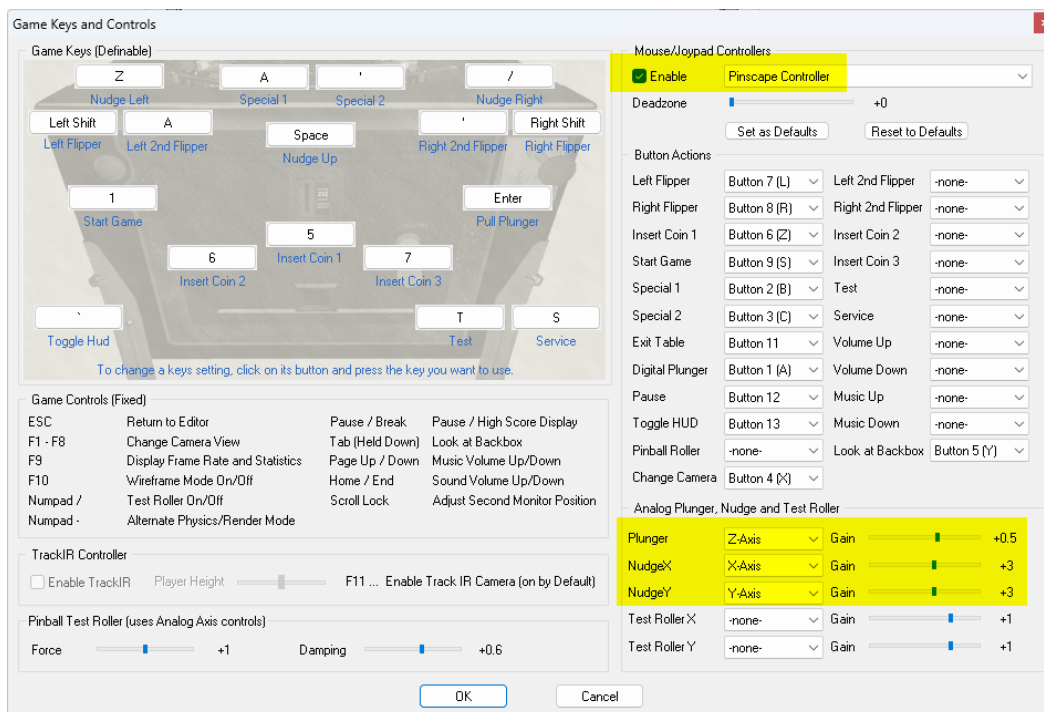 Game Keys and Controls
Game Keys (Definable)
Z
Nudge Left
A
Special 1
'
Special 2
/
Nudge Right
Left Shift
Left Flipper
A
Left 2nd Flipper
Space
Nudge Up
'
Right 2nd Flipper
Right Shift
Right Flipper
1
Start Game
Enter
Pull Plunger
5
Insert Coin 1
6
Insert Coin 2
7
Insert Coin 3
`
Toggle Hud
T
Test
S
Service
To change a keys setting, click on its button and press the key you want to use.
Game Controls (Fixed)
ESC Return to Editor Pause / Break Pause / High Score Display
F1 - F8 Change Camera View Tab (Held Down) Look at Backbox
F9 Display Frame Rate and Statistics Page Up / Down Music Volume Up/Down
F10 Wireframe Mode On/Off Home / End Sound Volume Up/Down
Numpad / Test Roller On/Off Scroll Lock Adjust Second Monitor Position
Numpad - Alternate Physics/Render Mode
TrackIR Controller
Enable TrackIR Player Height F11 ... Enable Track IR Camera (on by Default)
Pinball Test Roller (uses Analog Axis controls)
Force +1 Damping +0.6
Mouse/Joypad Controllers
Enable Pinscape Controller
Deadzone +0
Set as Defaults Reset to Defaults
Button Actions
Left Flipper Button 7 (L) Left 2nd Flipper -none-
Right Flipper Button 8 (R) Right 2nd Flipper -none-
Insert Coin 1 Button 6 (Z) Insert Coin 2 -none-
Start Game Button 9 (S) Insert Coin 3 -none-
Special 1 Button 2 (B) Test -none-
Special 2 Button 3 (C) Service -none-
Exit Table Button 11 Volume Up -none-
Digital Plunger Button 1 (A) Volume Down -none-
Pause Button 12 Music Up -none-
Toggle HUD Button 13 Music Down -none-
Pinball Roller -none- Look at Backbox Button 5 (Y)
Change Camera Button 4 (X)
Analog Plunger, Nudge and Test Roller
Plunger Z-Axis Gain +0.5
NudgeX X-Axis Gain +3
NudgeY Y-Axis Gain +3
Test Roller X -none- Gain +1
Test Roller Y -none- Gain +1
OK Cancel